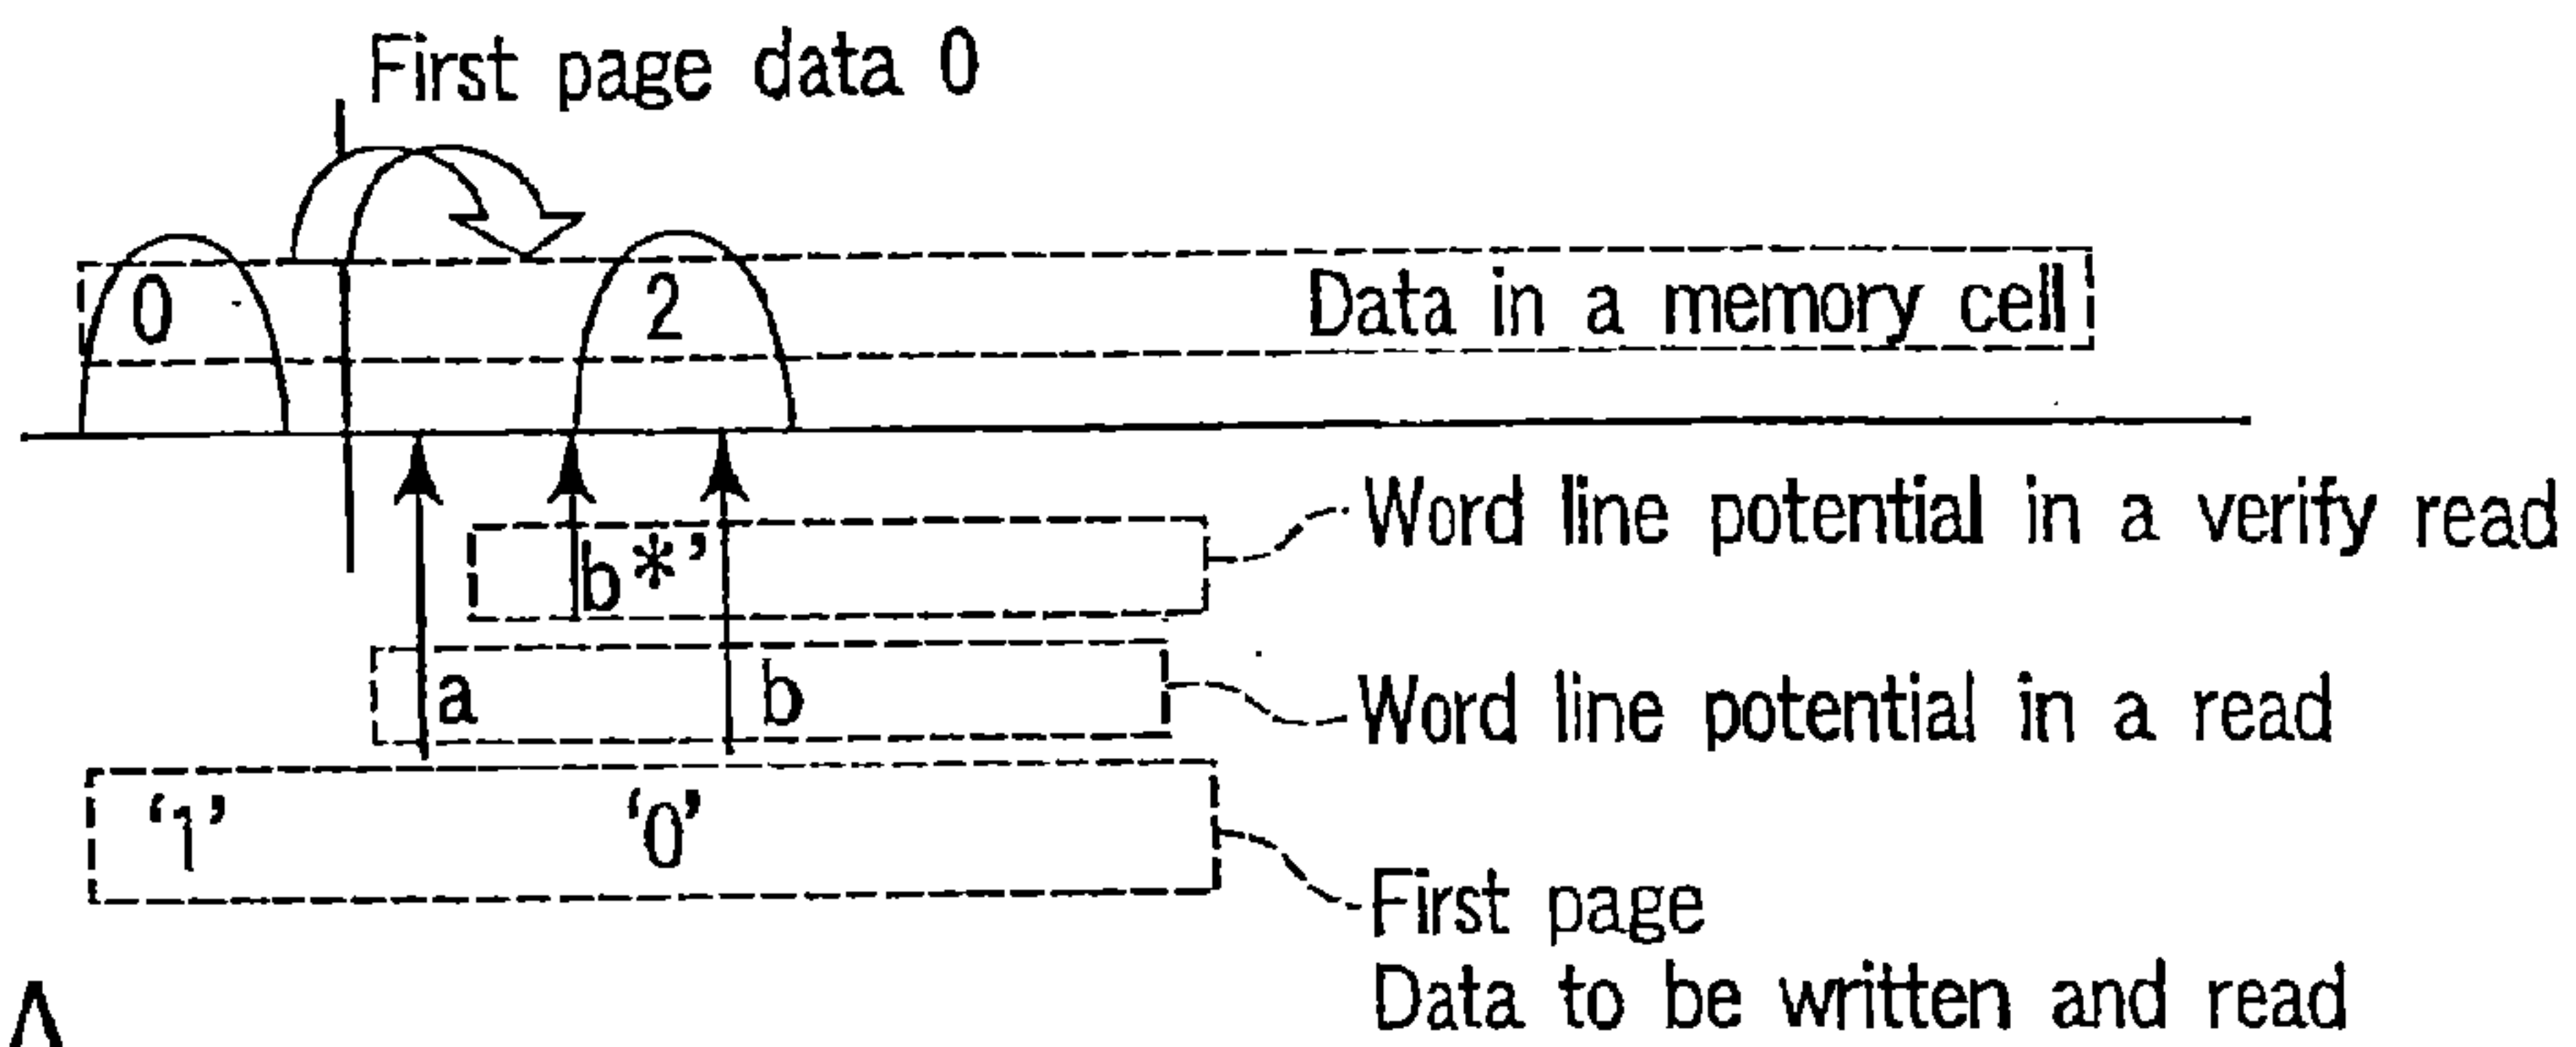 First page data 0
0 2 Data in a memory cell
b*’ Word line potential in a verify read
a b Word line potential in a read
‘1’ ‘0’
First page
Data to be written and read